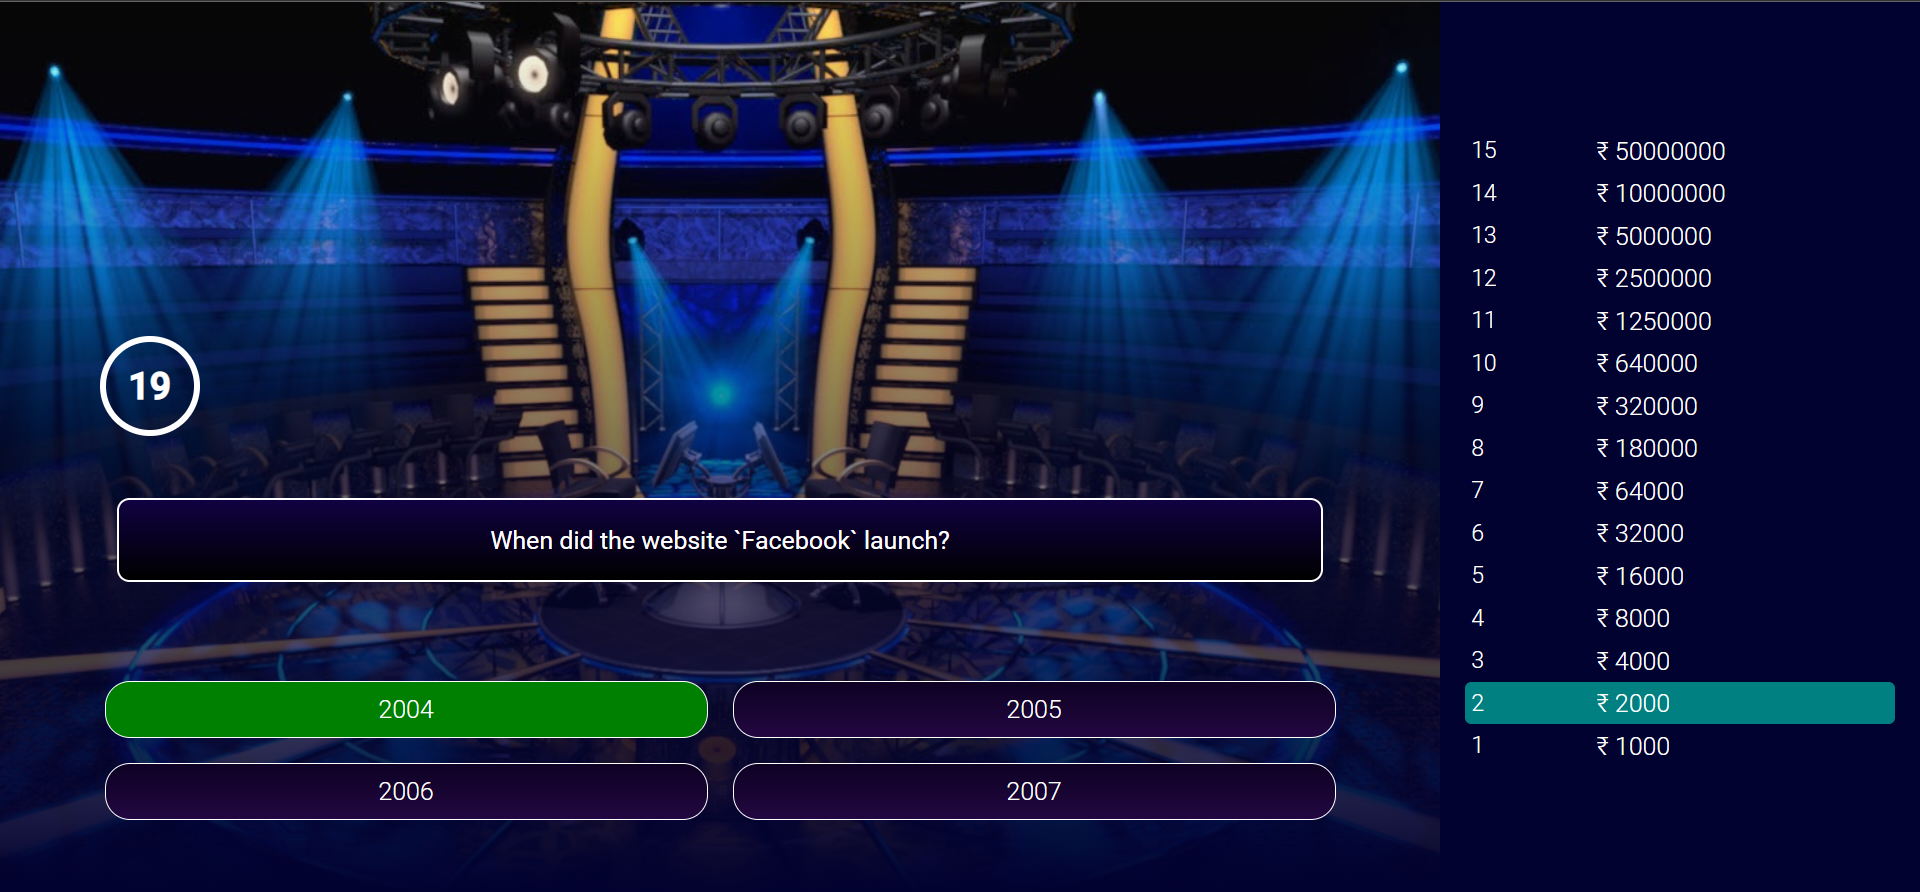 19
When did the website `Facebook` launch?
2004
2005
2006
2007
15 ₹ 50000000
14 ₹ 10000000
13 ₹ 5000000
12 ₹ 2500000
11 ₹ 1250000
10 ₹ 640000
9 ₹ 320000
8 ₹ 180000
7 ₹ 64000
6 ₹ 32000
5 ₹ 16000
4 ₹ 8000
3 ₹ 4000
2 ₹ 2000
1 ₹ 1000